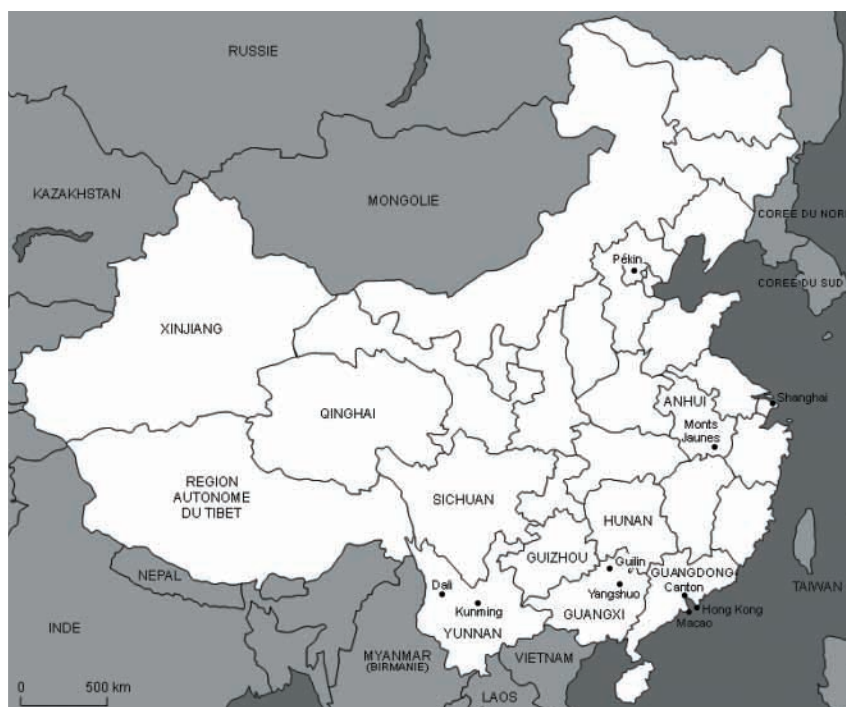 RUSSIE
KAZAKHSTAN
MONGOLIE
CORÉE DU NORD
Pékin
CORÉE DU SUD
XINJIANG
Shanghai
ANHUI
QINGHAI
Monts
Jaunes
REGION
AUTONOME
DU TIBET
SICHUAN
HUNAN
GUIZHOU
Guilin
GUANGDONG
NEPAL
Dali
Yangshuo
Canton
TAIWAN
Kunming
GUANGXI
Hong Kong
Macao
INDE
YUNNAN
MYANMAR
(BIRMANIE)
VIETNAM
LAOS
0 500 km